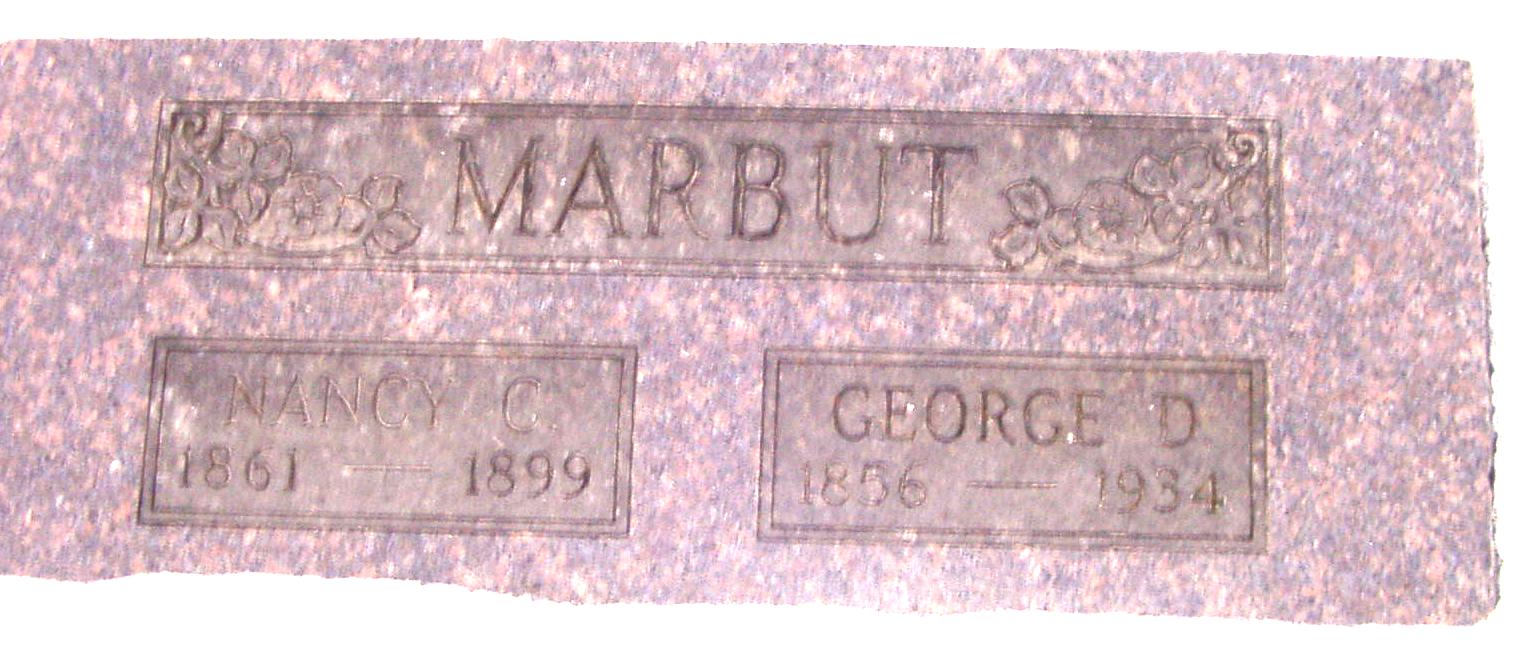 MARBUT
NANCY C.
1861 — 1899
GEORGE D
1856 — 1934